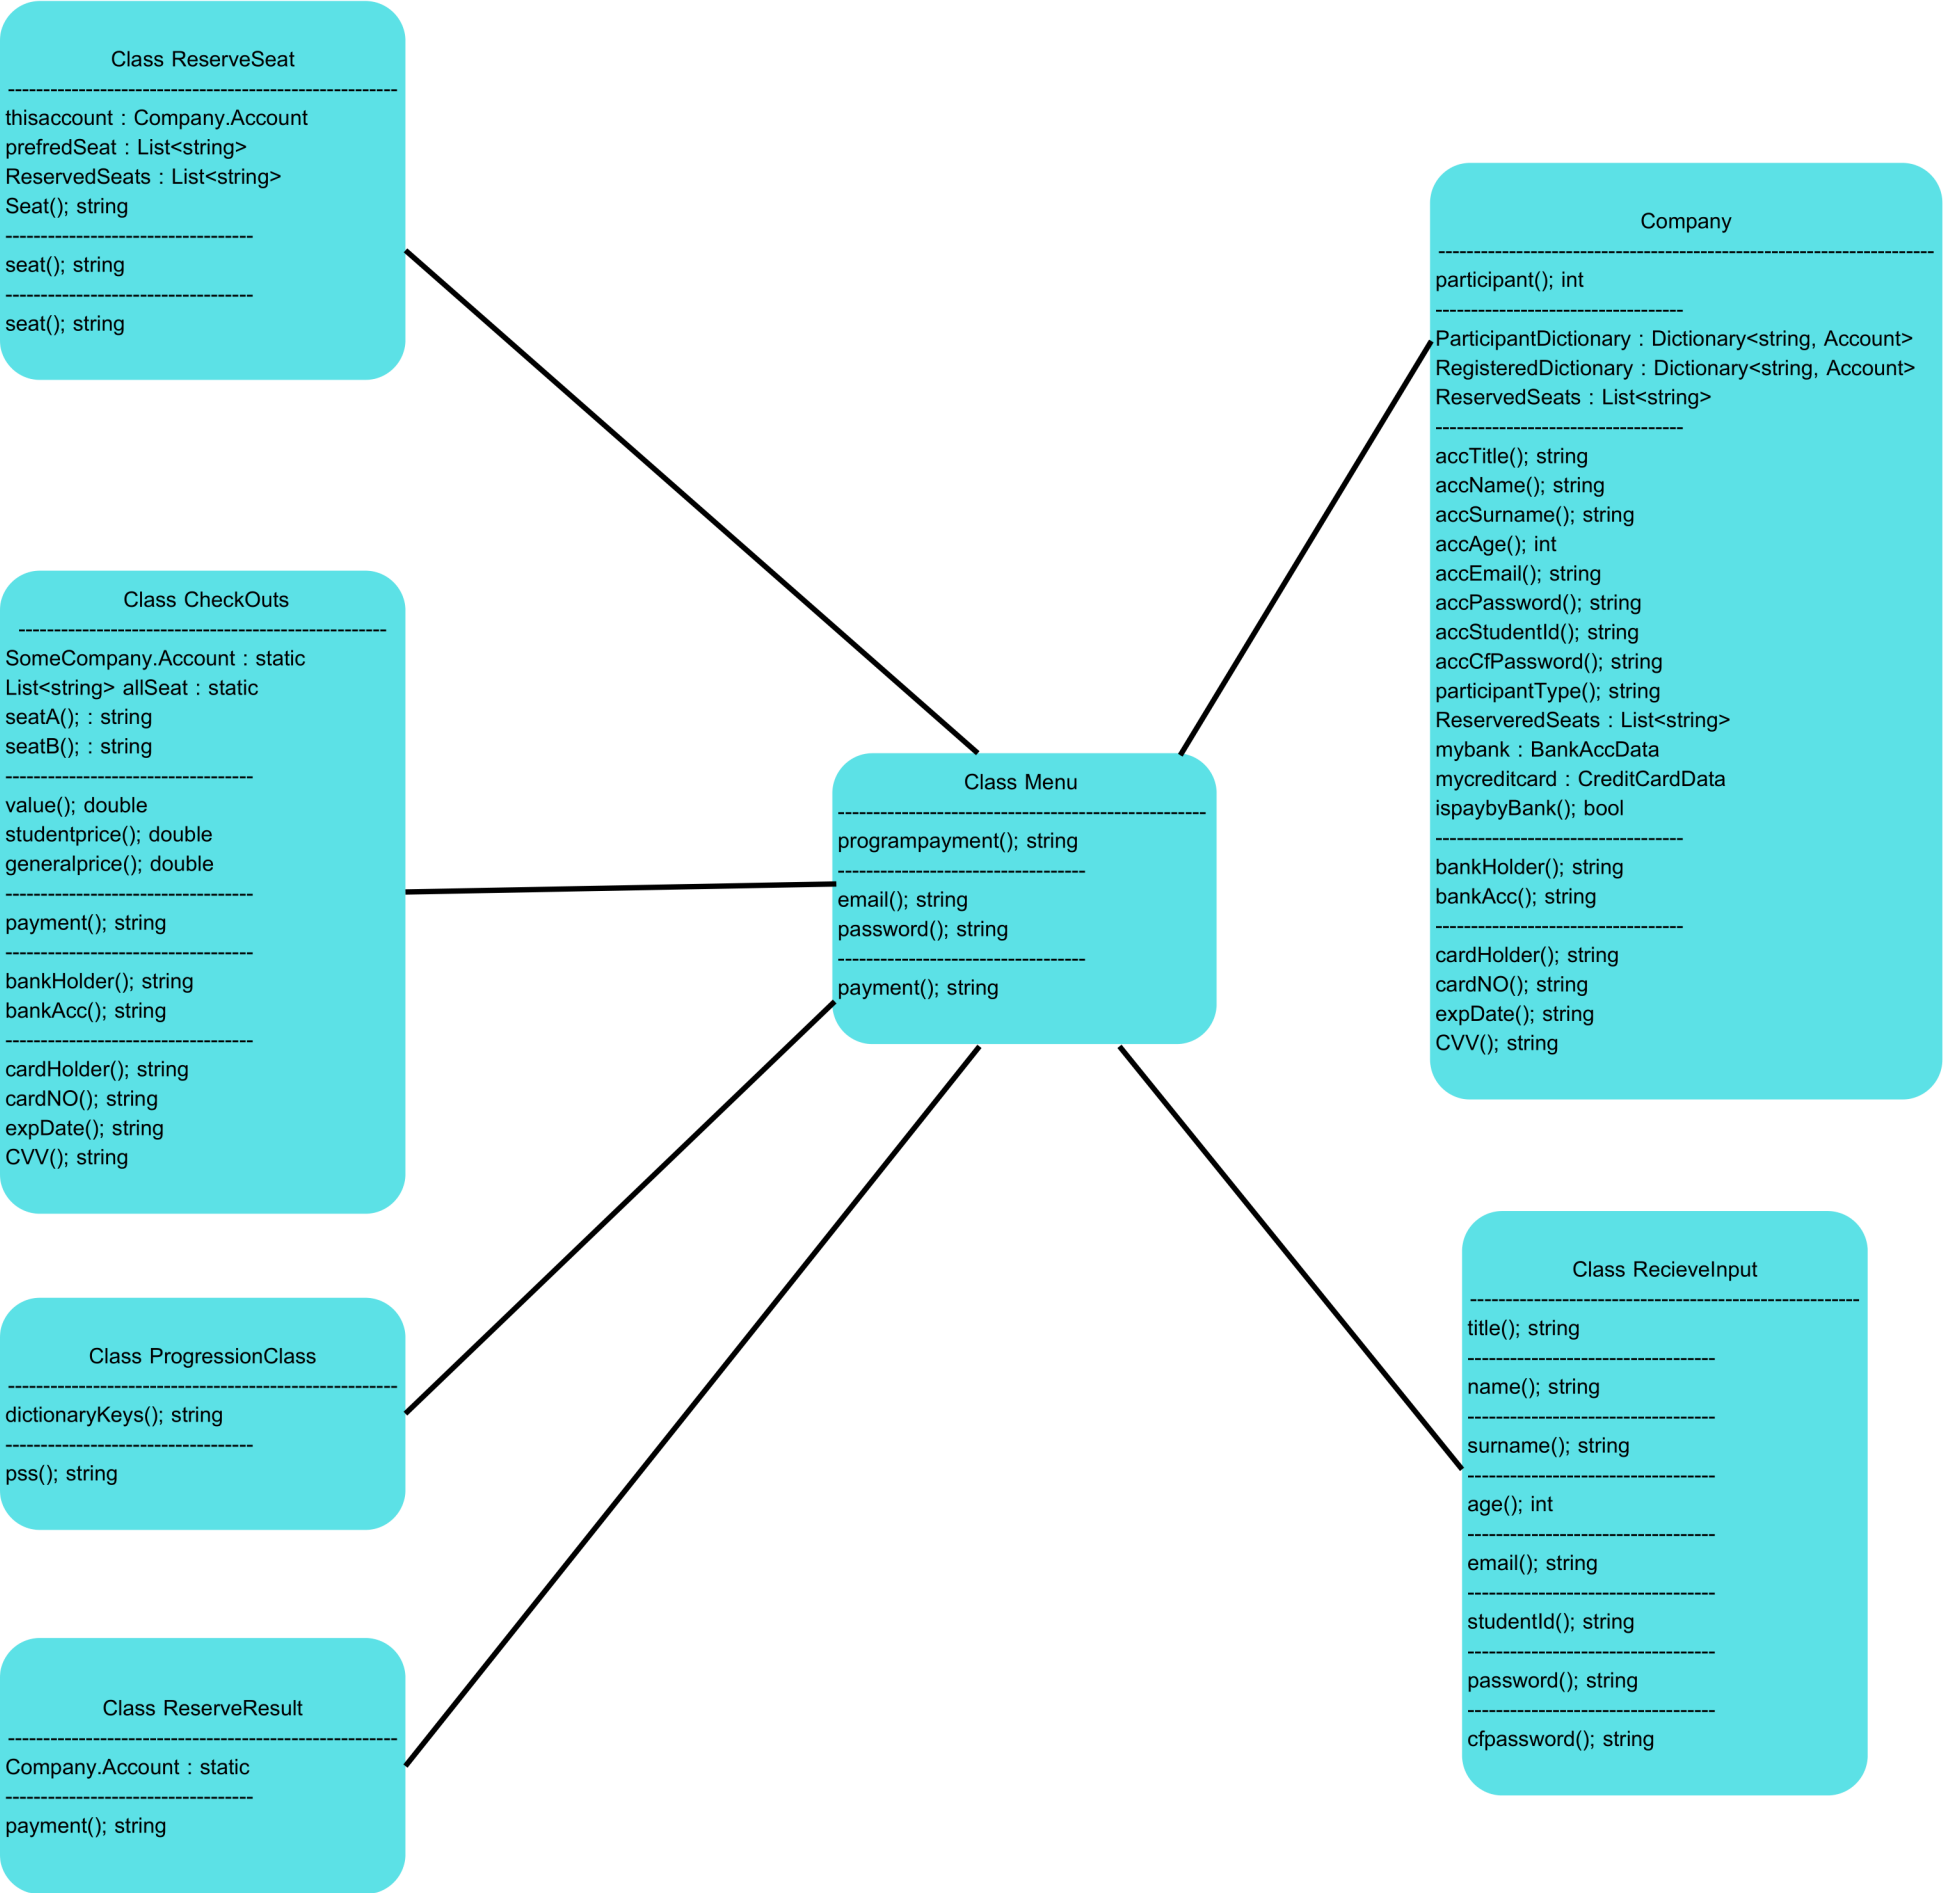 Class ReserveSeat
-------------------------------------------------------
thisaccount : Company.Account
prefredSeat : List<string>
ReservedSeats : List<string>
Seat(); string
-----------------------------------
seat(); string
-----------------------------------
seat(); string
Class CheckOuts
----------------------------------------------------
SomeCompany.Account : static
List<string> allSeat : static
seatA(); : string
seatB(); : string
-----------------------------------
value(); double
studentprice(); double
generalprice(); double
-----------------------------------
payment(); string
-----------------------------------
bankHolder(); string
bankAcc(); string
-----------------------------------
cardHolder(); string
cardNO(); string
expDate(); string
CVV(); string
Class ProgressionClass
-------------------------------------------------------
dictionaryKeys(); string
-----------------------------------
pss(); string
Class ReserveResult
-------------------------------------------------------
Company.Account : static
-----------------------------------
payment(); string
Class Menu
----------------------------------------------------
programpayment(); string
-----------------------------------
email(); string
password(); string
-----------------------------------
payment(); string
Company
----------------------------------------------------------------------
participant(); int
-----------------------------------
ParticipantDictionary : Dictionary<string, Account>
RegisteredDictionary : Dictionary<string, Account>
ReservedSeats : List<string>
-----------------------------------
accTitle(); string
accName(); string
accSurname(); string
accAge(); int
accEmail(); string
accPassword(); string
accStudentId(); string
accCfPassword(); string
participantType(); string
ReserveredSeats : List<string>
mybank : BankAccData
mycreditcard : CreditCardData
ispaybyBank(); bool
-----------------------------------
bankHolder(); string
bankAcc(); string
-----------------------------------
cardHolder(); string
cardNO(); string
expDate(); string
CVV(); string
Class RecieveInput
-------------------------------------------------------
title(); string
-----------------------------------
name(); string
-----------------------------------
surname(); string
-----------------------------------
age(); int
-----------------------------------
email(); string
-----------------------------------
studentId(); string
-----------------------------------
password(); string
-----------------------------------
cfpassword(); string